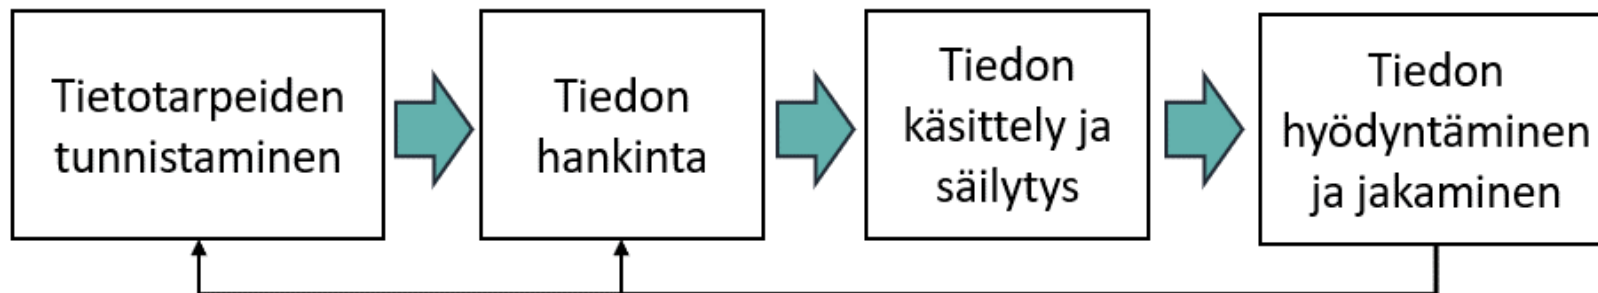 Tietotarpeiden
tunnistaminen
Tiedon
hankinta
Tiedon
käsittely ja
säilytys
Tiedon
hyödyntäminen
ja jakaminen